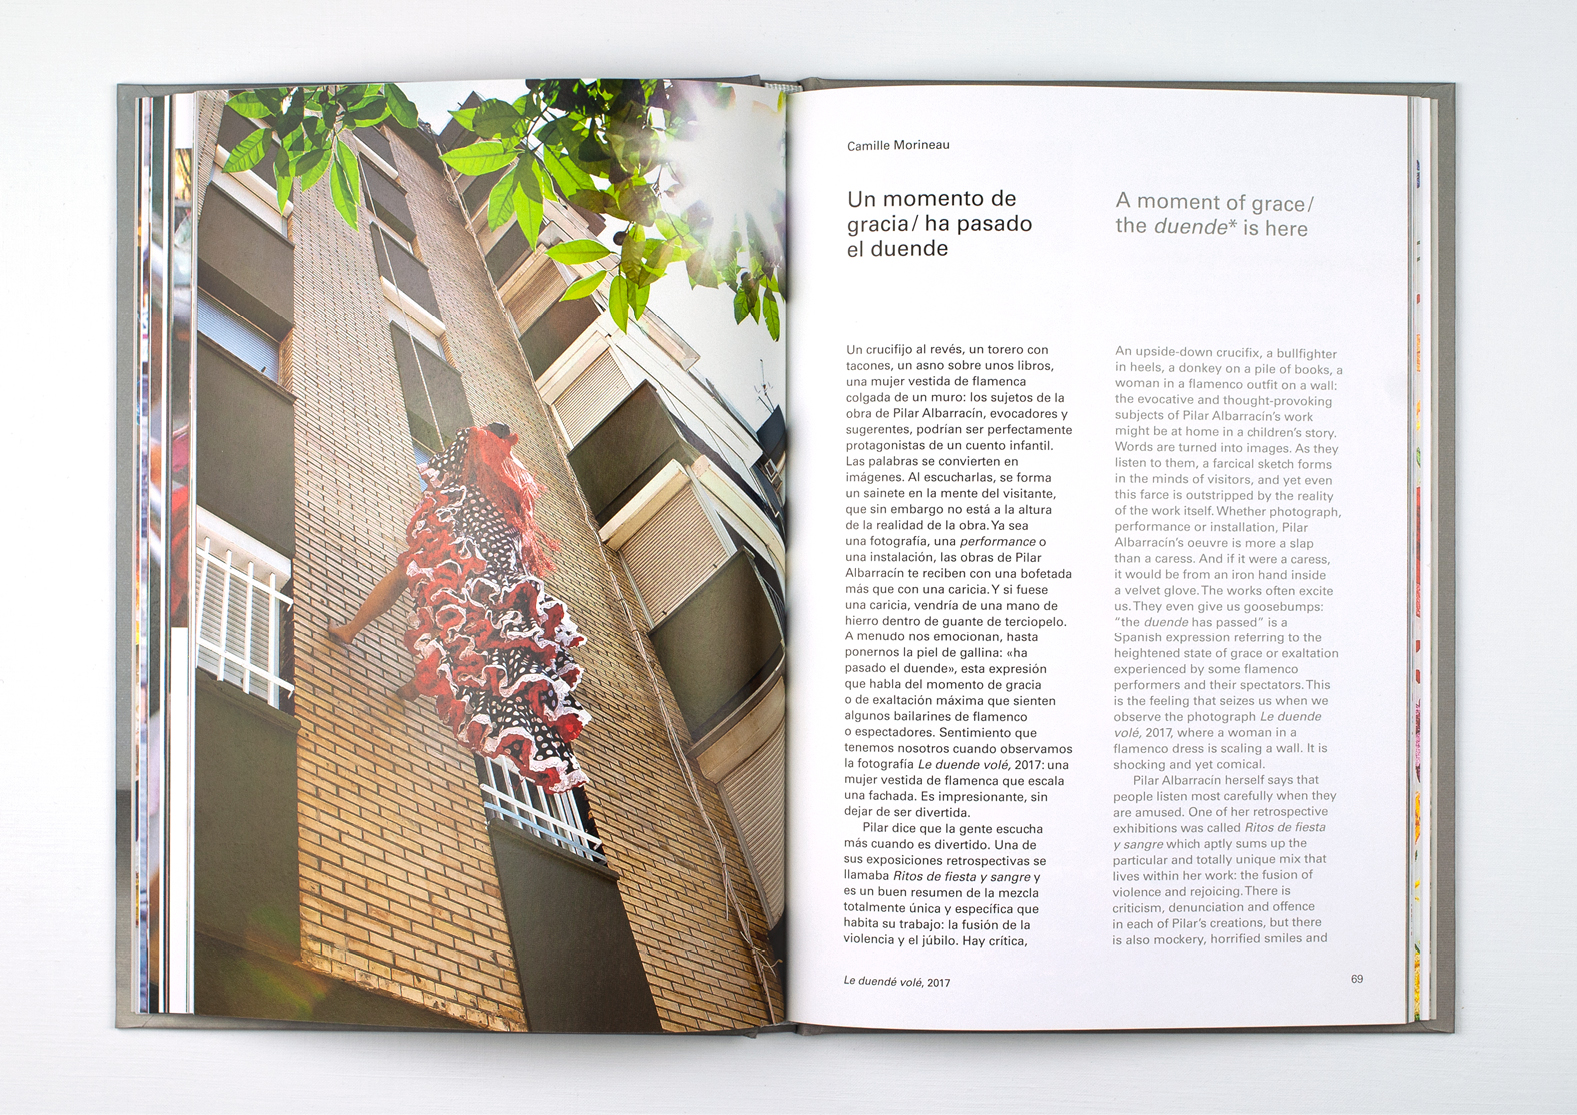 Camille Morineau
Un momento de
gracia/ ha pasado
el duende
Un crucifijo al revés, un torero con
tacones, un asno sobre unos libros,
una mujer vestida de flamenca
colgada de un muro: los sujetos de la
obra de Pilar Albarracín, evocadores y
sugerentes, podrían ser perfectamente
protagonistas de un cuento infantil.
Las palabras se convierten en
imágenes. Al escucharlas, se forma
un sainete en la mente del visitante,
que sin embargo no está a la altura
de la realidad de la obra. Ya sea
una fotografía, una performance o
una instalación, las obras de Pilar
Albarracín te reciben con una bofetada
más que con una caricia. Y si fuese
una caricia, vendría de una mano de
hierro dentro de guante de terciopelo.
A menudo nos emocionan, hasta
ponernos la piel de gallina: «ha
pasado el duende», esta expresión
que habla del momento de gracia
o de exaltación máxima que sienten
algunos bailarines de flamenco
o espectadores. Sentimiento que
tenemos nosotros cuando observamos
la fotografía Le duende volé, 2017: una
mujer vestida de flamenca que escala
una fachada. Es impresionante, sin
dejar de ser divertida.
Pilar dice que la gente escucha
más cuando es divertido. Una de
sus exposiciones retrospectivas se
llamaba Ritos de fiesta y sangre y
es un buen resumen de la mezcla
totalmente única y específica que
habita su trabajo: la fusión de la
violencia y el júbilo. Hay crítica,
A moment of grace/
the duende* is here
An upside-down crucifix, a bullfighter
in heels, a donkey on a pile of books, a
woman in a flamenco outfit on a wall:
the evocative and thought-provoking
subjects of Pilar Albarracín's work
might be at home in a children's story.
Words are turned into images. As they
listen to them, a farcical sketch forms
in the minds of visitors, and yet even
this farce is outstripped by the reality
of the work itself. Whether photograph,
performance or installation, Pilar
Albarracín's oeuvre is more a slap
than a caress. And if it were a caress,
it would be from an iron hand inside
a velvet glove. The works often excite
us. They even give us goosebumps:
"the duende has passed" is a
Spanish expression referring to the
heightened state of grace or exaltation
experienced by some flamenco
performers and their spectators. This
is the feeling that seizes us when we
observe the photograph Le duende
volé, 2017, where a woman in a
flamenco dress is scaling a wall. It is
shocking and yet comical.
Pilar Albarracín herself says that
people listen most carefully when they
are amused. One of her retrospective
exhibitions was called Ritos de fiesta
y sangre which aptly sums up the
particular and totally unique mix that
lives within her work: the fusion of
violence and rejoicing. There is
criticism, denunciation and offence
in each of Pilar's creations, but there
is also mockery, horrified smiles and
Le duendé volé, 2017
69